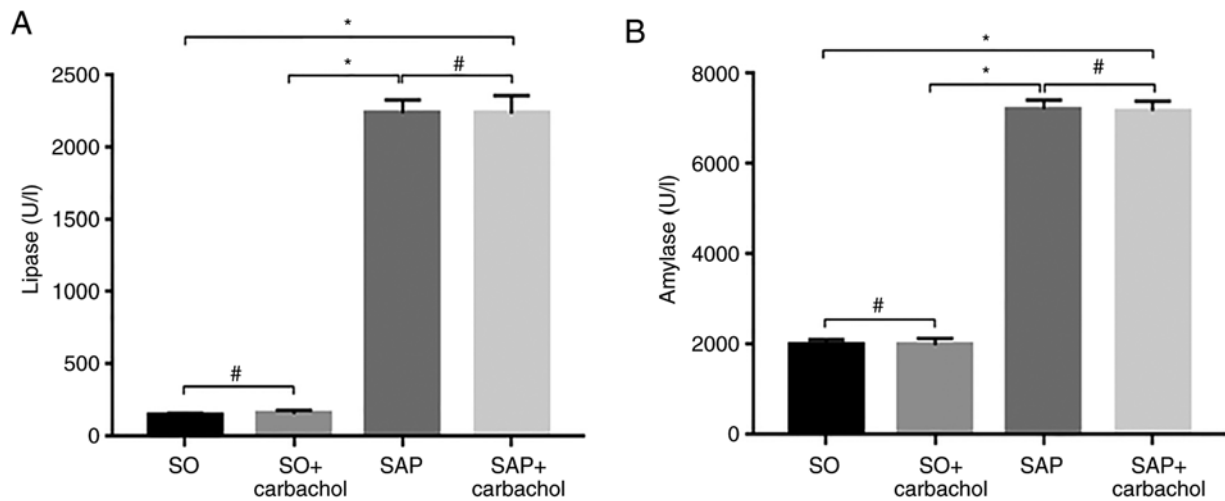 A
*
*
#
2500
2000
1500
1000
500
0
Lipase (U/l)
#
SO
SO+
carbachol
SAP
SAP+
carbachol
B
*
*
#
8000
6000
4000
2000
0
Amylase (U/l)
#
SO
SO+
carbachol
SAP
SAP+
carbachol